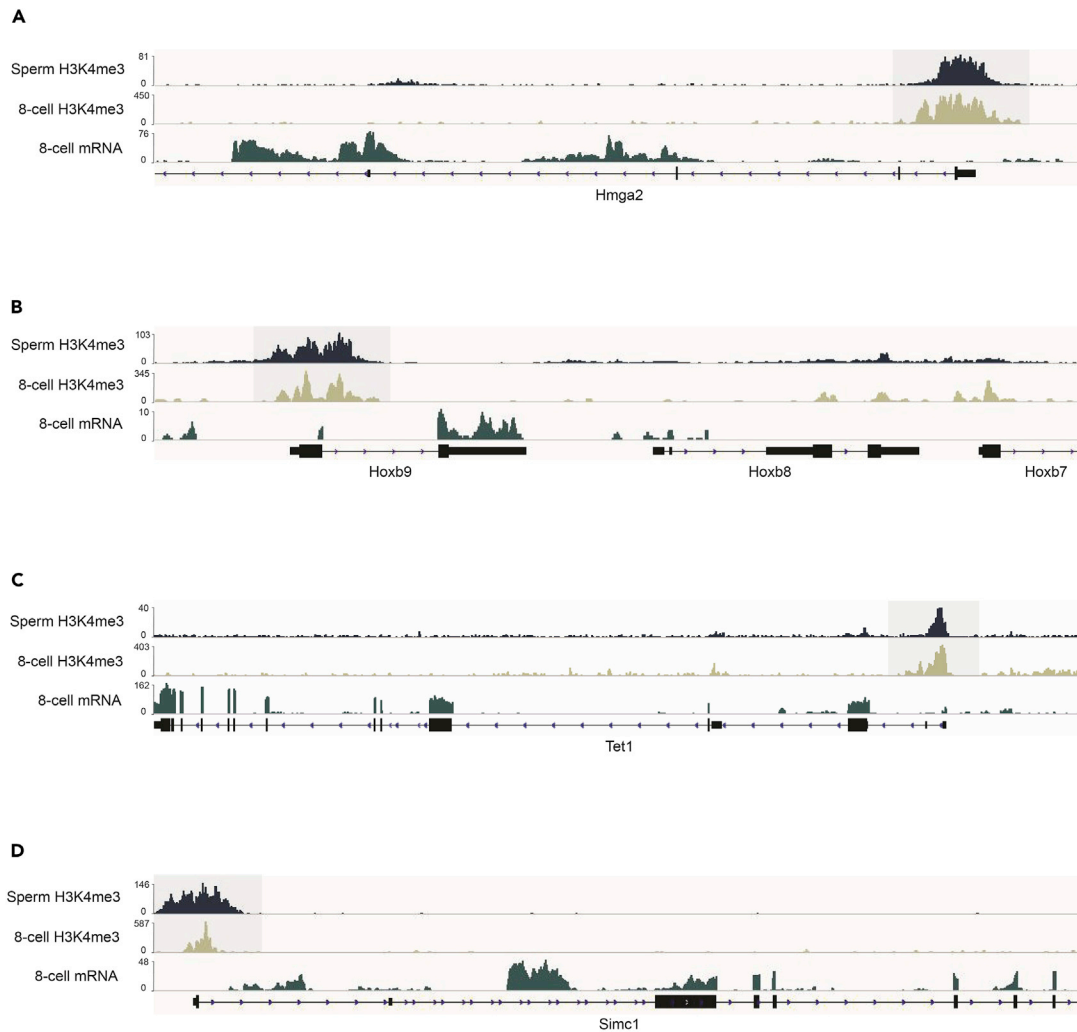 A
Sperm H3K4me3
81
0
8-cell H3K4me3
450
0
8-cell mRNA
76
0
Hmga2
B
Sperm H3K4me3
103
0
8-cell H3K4me3
345
0
8-cell mRNA
10
0
Hoxb9 Hoxb8 Hoxb7
C
Sperm H3K4me3
40
0
8-cell H3K4me3
403
0
8-cell mRNA
162
0
Tet1
D
Sperm H3K4me3
146
0
8-cell H3K4me3
587
0
8-cell mRNA
48
0
Simc1